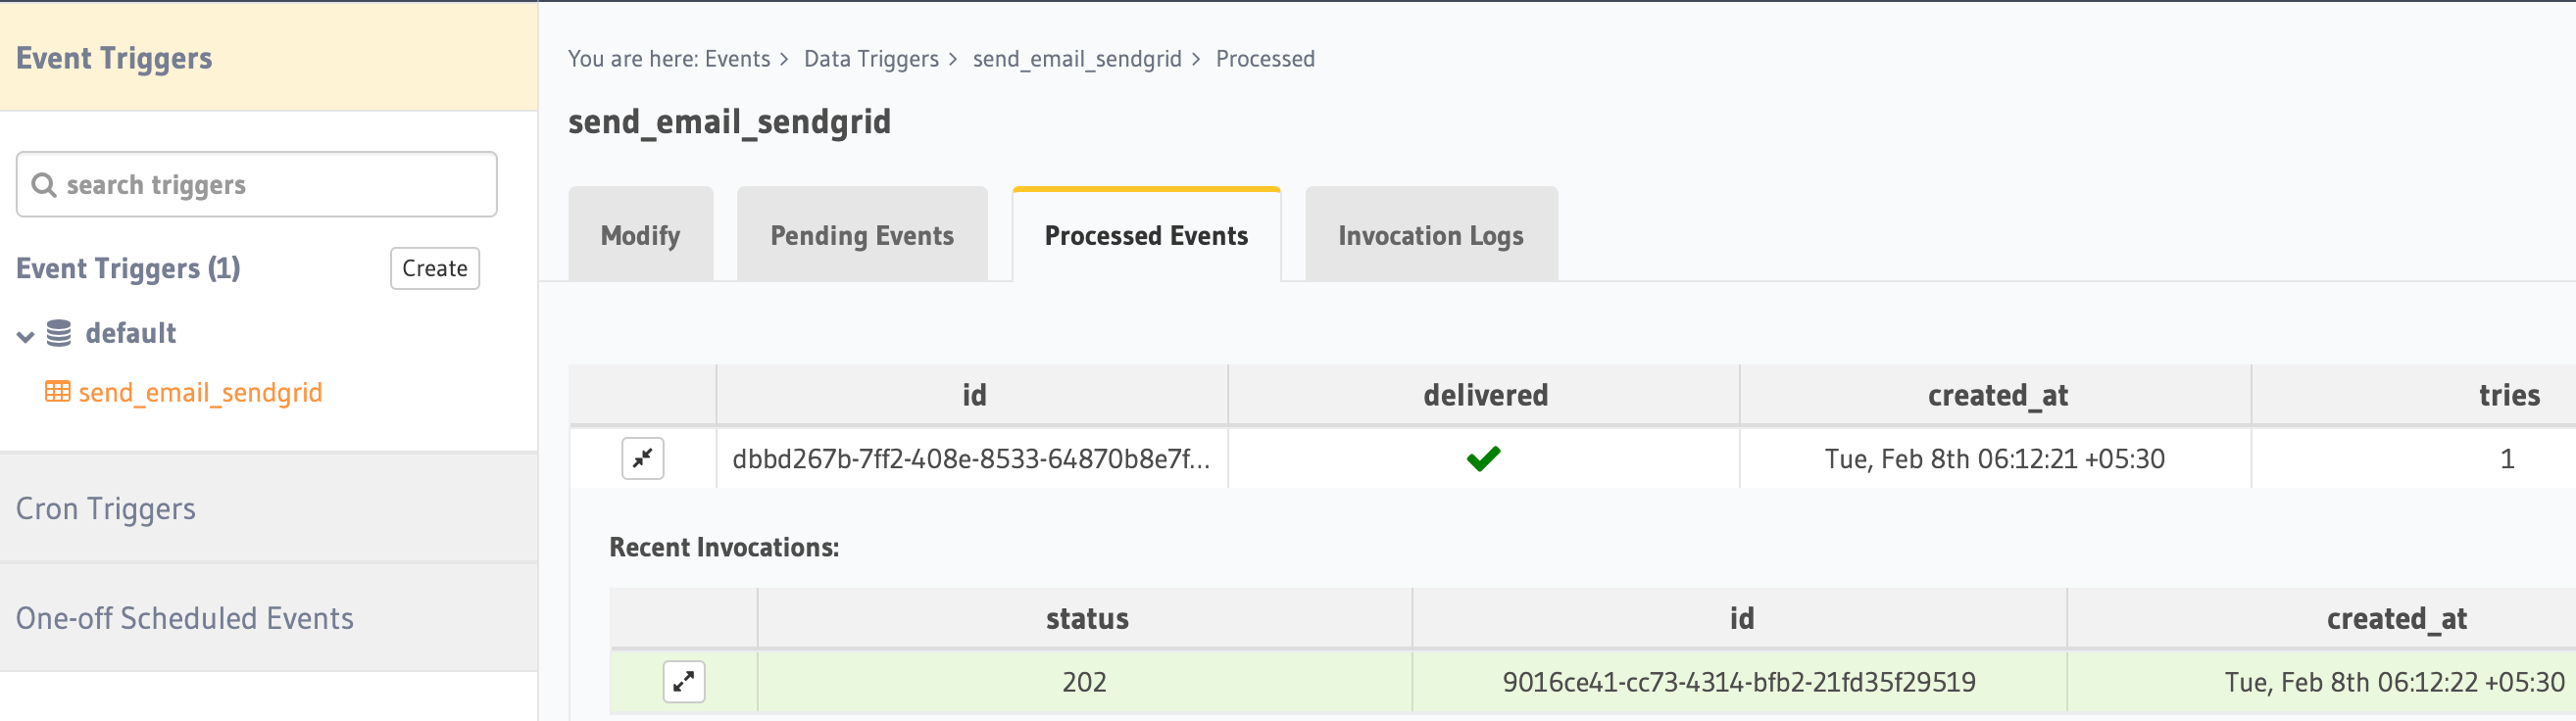 Event Triggers
search triggers
Event Triggers (1)
Create
default
send_email_sendgrid
Cron Triggers
One-off Scheduled Events
You are here: Events > Data Triggers > send_email_sendgrid > Processed
send_email_sendgrid
Modify Pending Events Processed Events Invocation Logs
id delivered created_at tries
dbbd267b-7ff2-408e-8533-64870b8e7f... Tue, Feb 8th 06:12:21 +05:30 1
Recent Invocations:
status id created_at
202 9016ce41-cc73-4314-bfb2-21fd35f29519 Tue, Feb 8th 06:12:22 +05:30